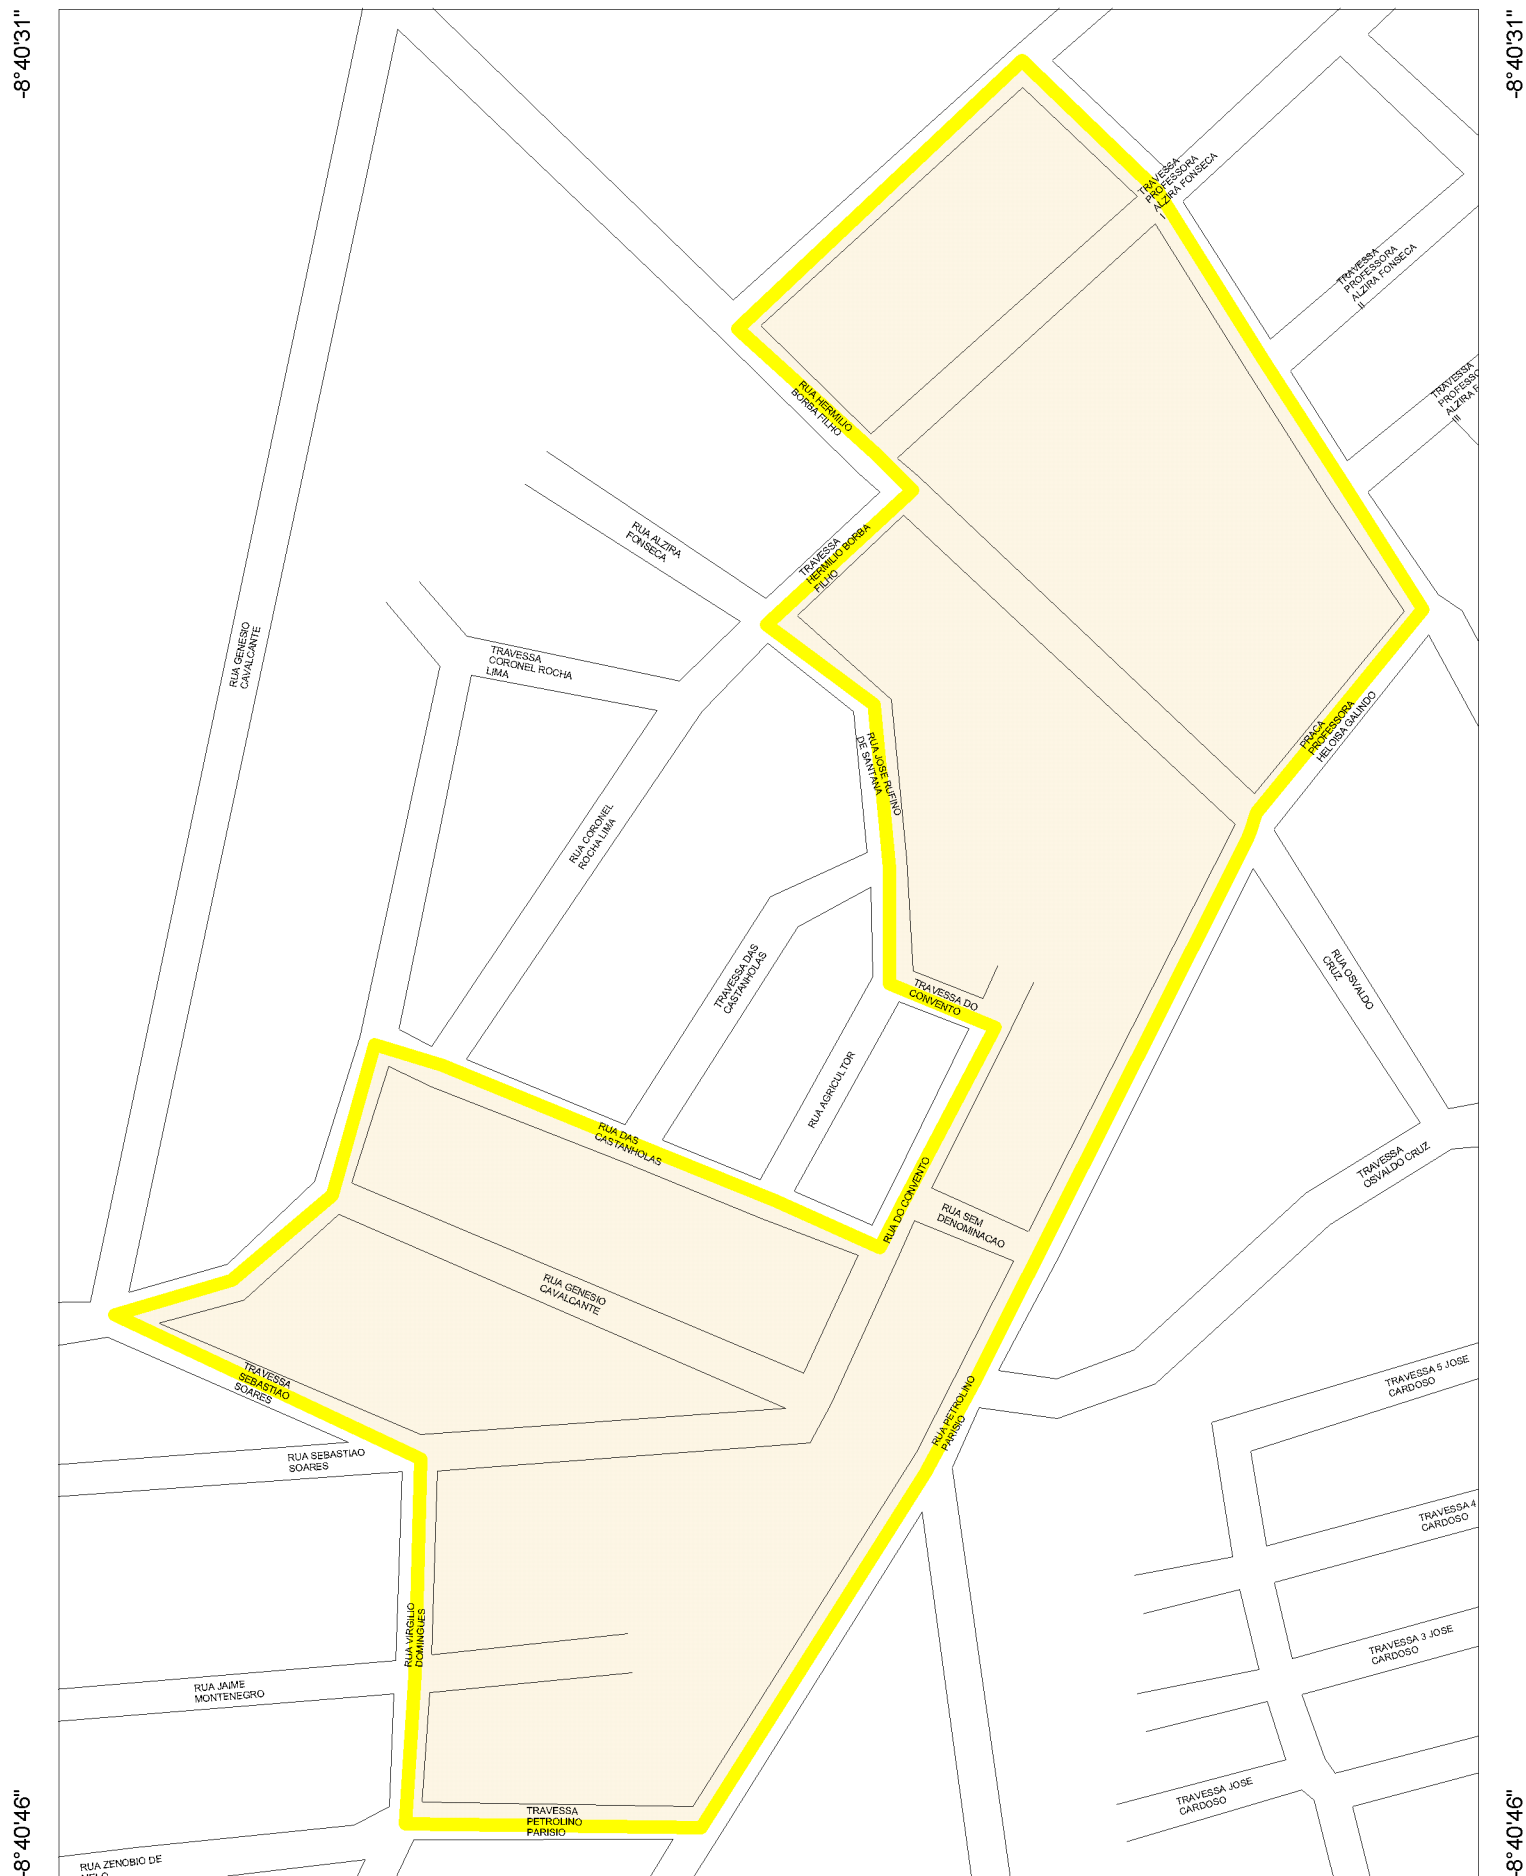 -8°40'31"
-8°40'31"
TRAVESSA
PROFESSORA
ALZIRA FONSECA
I
TRAVESSA
PROFESSORA
ALZIRA FONSECA
II
TRAVESSA
ALZIRA
III
RUA HERMILIO
BORBA FILHO
RUA ALZIRA
FONSECA
TRAVESSA
HERMILIO BORBA
FILHO
RUA GENESIO
CAVALCANTE
TRAVESSA
CORONEL ROCHA
LIMA
PRACA
PROFESSORA
HELOISA GALINDO
RUA JOSE RUFINO
DE SANTANA
RUA CORONEL
ROCHA LIMA
TRAVESSA DAS
CASTANHOLAS
TRAVESSA DO
CONVENTO
RUA OSVALDO
CRUZ
RUA AGRICULTOR
RUA DAS
CASTANHOLAS
TRAVESSA
OSVALDO CRUZ
RUA DO CONVENTO
RUA SEM
DENOMINACAO
RUA GENESIO
CAVALCANTE
TRAVESSA
SEBASTIAO
SOARES
TRAVESSA 5 JOSE
CARDOSO
RUA PETROLINO
PARISIO
RUA SEBASTIAO
SOARES
TRAVESSA 4
CARDOSO
RUA VIRGILIO
DOMINGUES
TRAVESSA 3 JOSE
CARDOSO
RUA JAIME
MONTENEGRO
TRAVESSA JOSE
CARDOSO
TRAVESSA
PETROLINO
PARISIO
RUA ZENOBIO DE
-8°40'46"
-8°40'46"